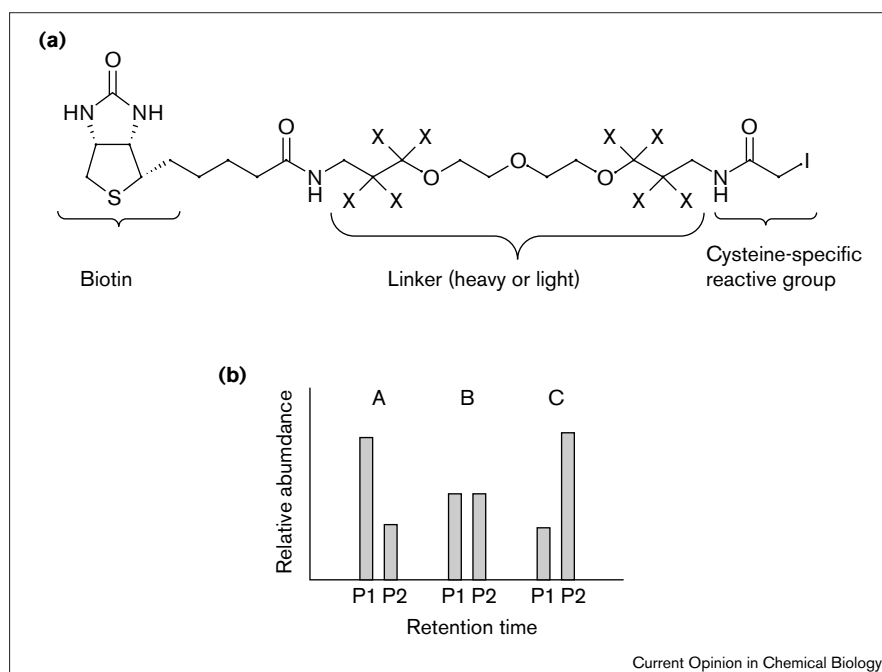 (a)
O
HN NH
S
O
N
H
X X
X X
O
O
O
X X
X X
N
H
O
I
Biotin
Linker (heavy or light)
Cysteine-specific
reactive group
(b)
Relative abumdance
A B C
P1 P2 P1 P2 P1 P2
Retention time
Current Opinion in Chemical Biology